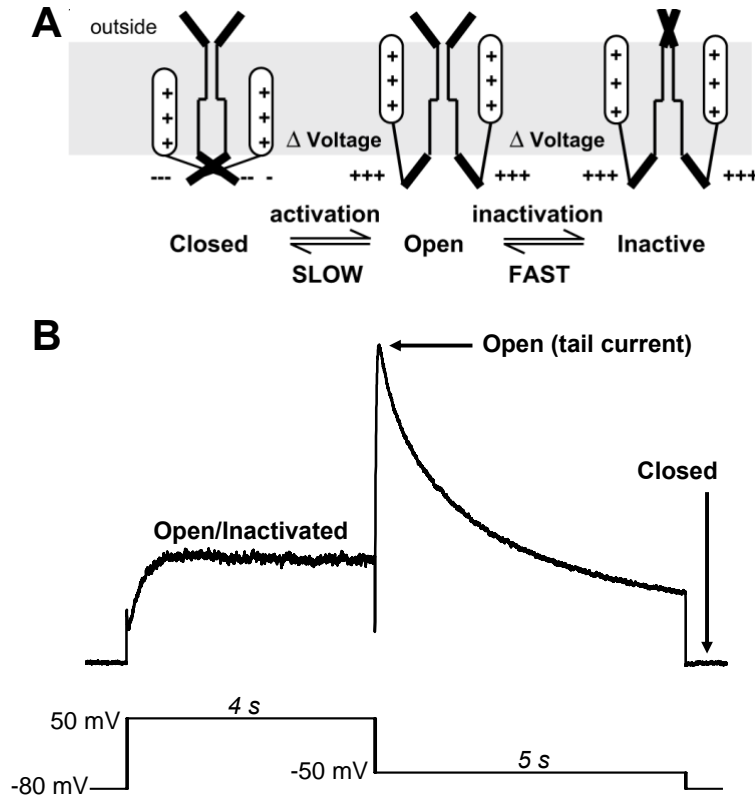 A
outside
+ + +
+ + +
+ + +
+ + +
+ + +
+ + +
Δ Voltage
Δ Voltage
--- -- - +++ +++ +++ +++
activation
inactivation
Closed
Open
Inactive
SLOW
FAST
B
Open (tail current)
Closed
Open/Inactivated
4 s
50 mV
-50 mV
5 s
-80 mV